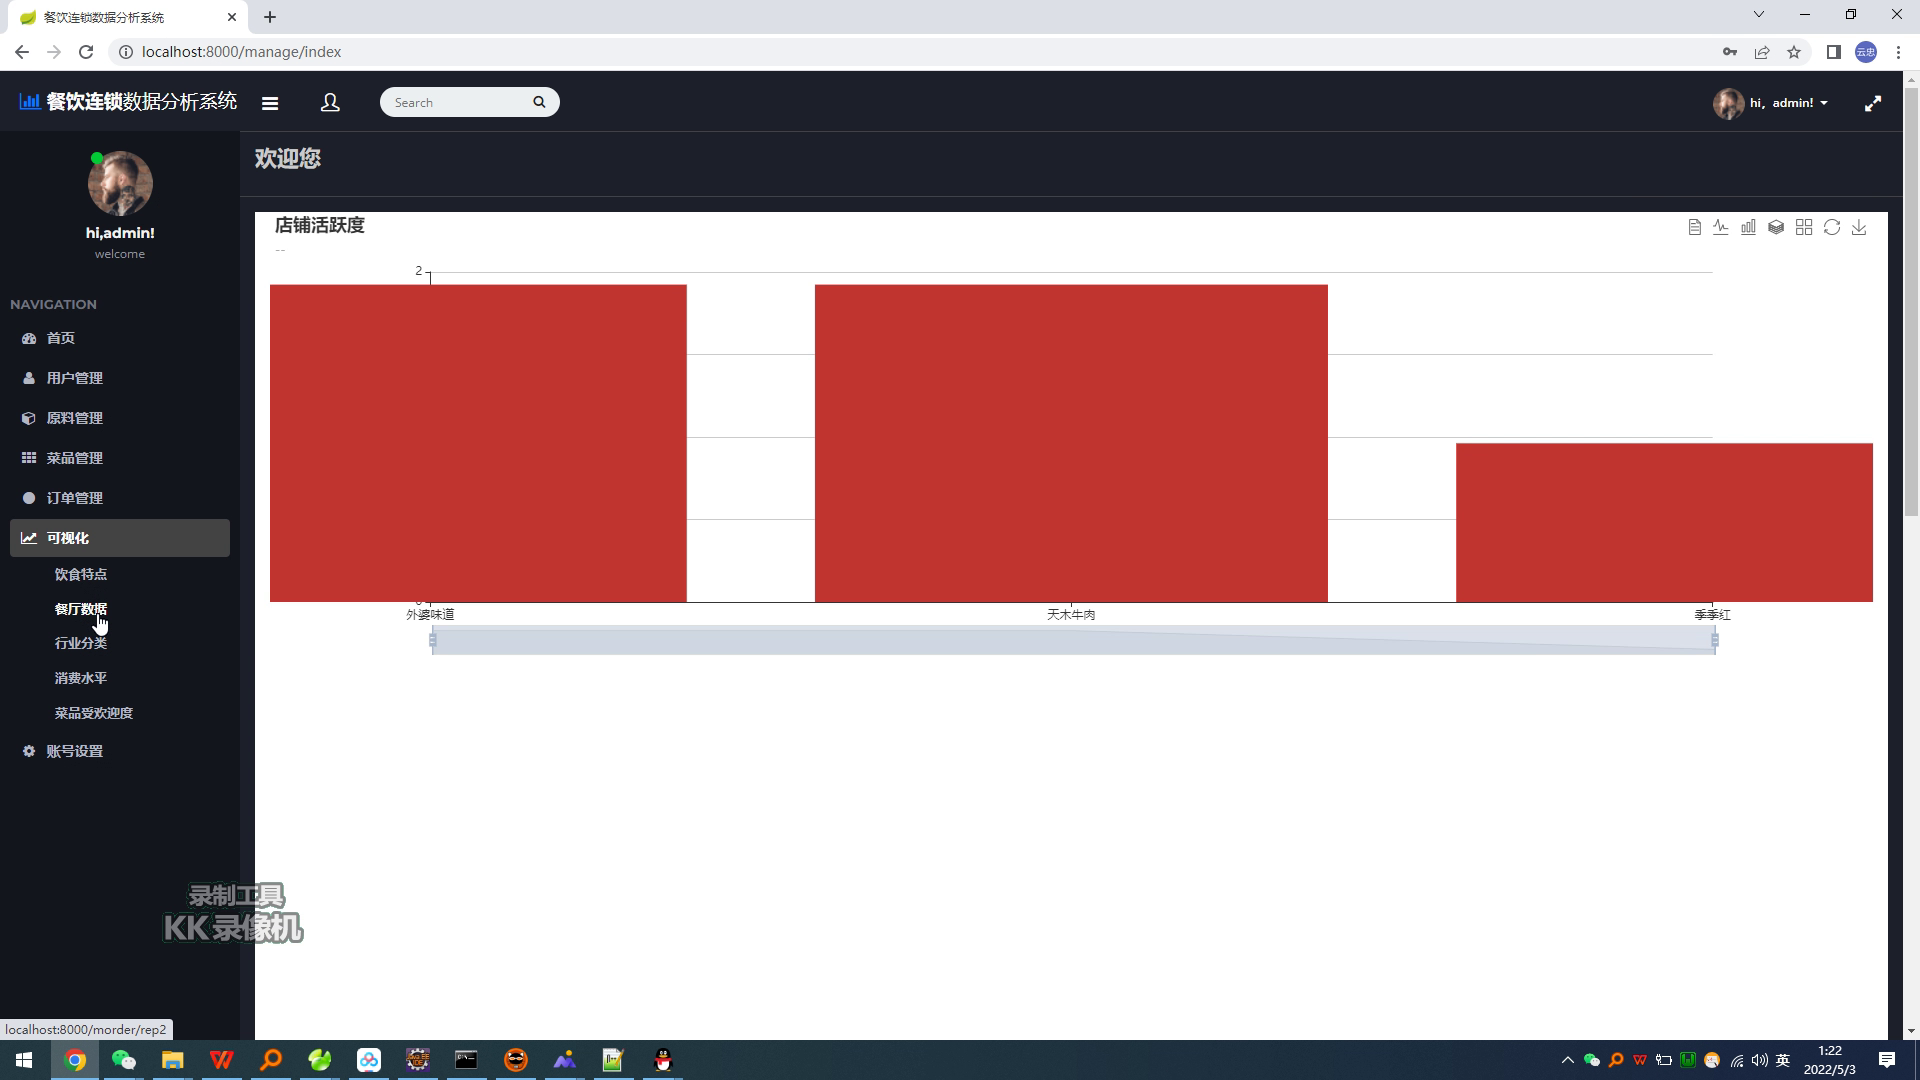 餐饮连锁数据分析系统
localhost:8000/manage/index
云忠
餐饮连锁数据分析系统
Search
hi, admin!
欢迎您
hi,admin!
welcome
NAVIGATION
首页
用户管理
原料管理
菜品管理
订单管理
可视化
饮食特点
餐厅数据
行业分类
消费水平
菜品受欢迎度
账号设置
店铺活跃度
--
2
0
外婆味道
天木牛肉
季季红
录制工具
KK录像机
localhost:8000/morder/rep2
英
1:22
2022/5/3